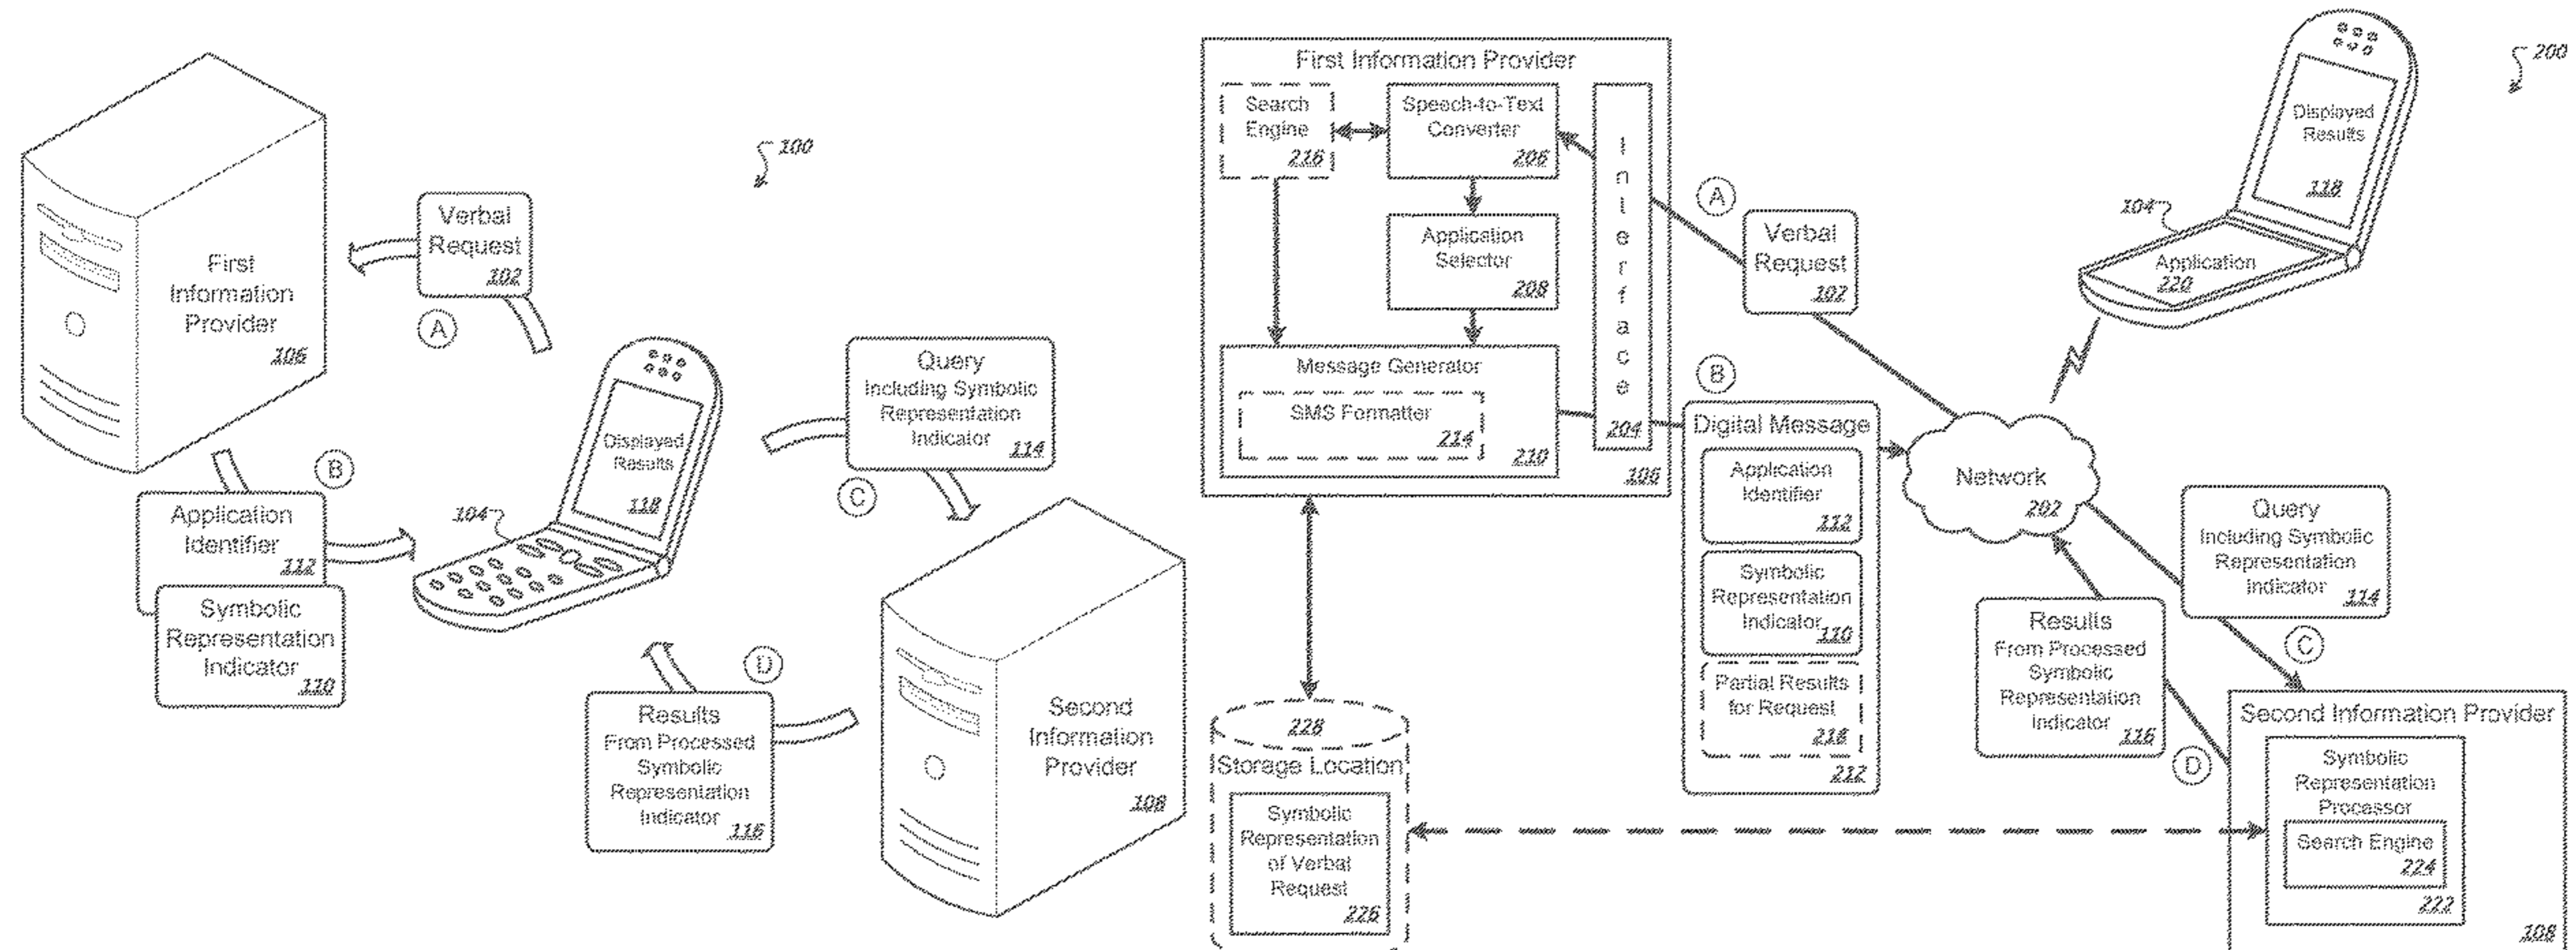 100
First
Information
Provider
106
Verbal
Request
102
A
B
Application
Identifier
112
Symbolic
Representation
Indicator
110
104
Displayed
Results
118
Query
Including Symbolic
Representation
Indicator
114
C
D
Results
From Processed
Symbolic
Representation
Indicator
116
Second
Information
Provider
108
200
First Information Provider
Search
Engine
216
Speech-to-Text
Converter
206
Application
Selector
208
Message Generator
SMS Formatter
214
210
Interface
204
106
A
Verbal
Request
102
B
Digital Message
Application
Identifier
112
Symbolic
Representation
Indicator
110
Partial Results
for Request
218
212
Displayed
Results
118
104
Application
220
Network
202
Query
Including Symbolic
Representation
Indicator
114
C
Results
From Processed
Symbolic
Representation
Indicator
116
D
228
Storage Location
Symbolic
Representation
of Verbal
Request
226
Second Information Provider
Symbolic
Representation
Processor
Search Engine
224
222
108